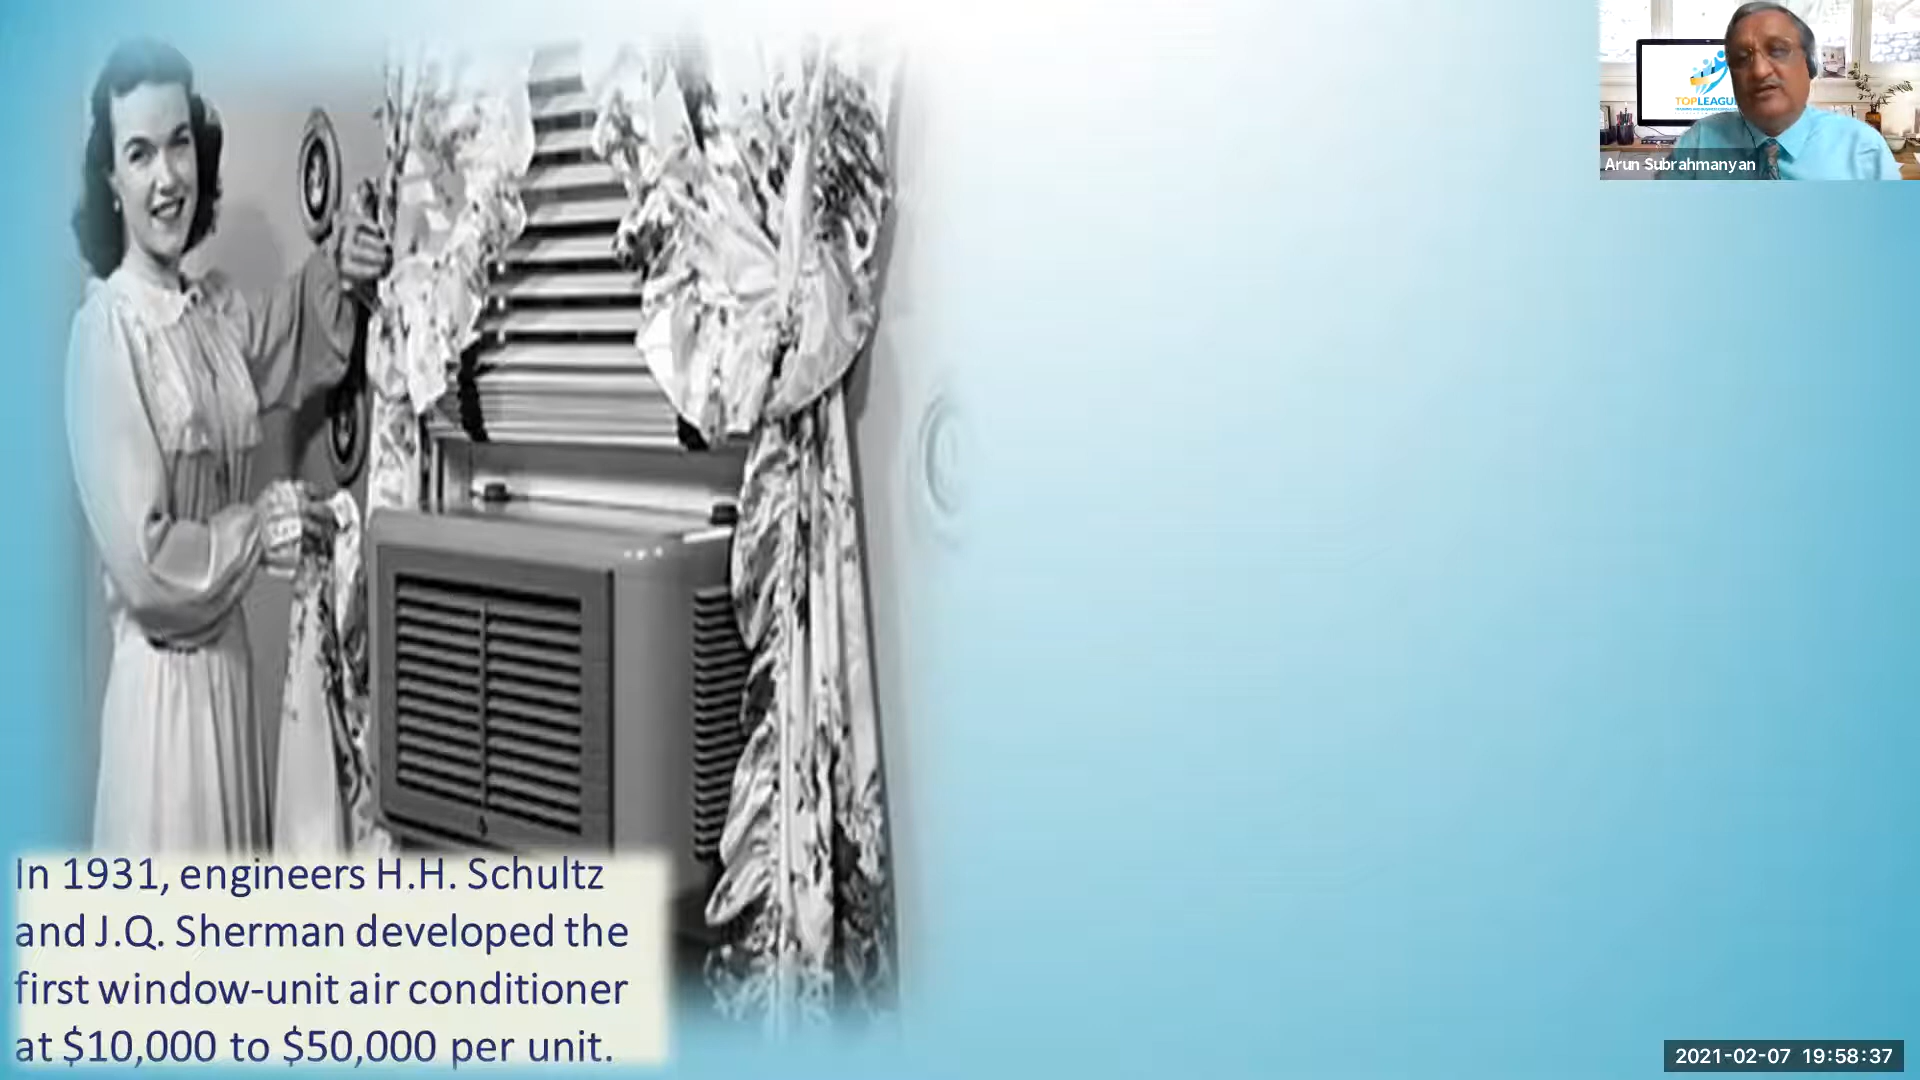 TOPLEAGU
Arun Subrahmanyan
In 1931, engineers H.H. Schultz
and J.Q. Sherman developed the
first window-unit air conditioner
at $10,000 to $50,000 per unit.
2021-02-07 19:58:37